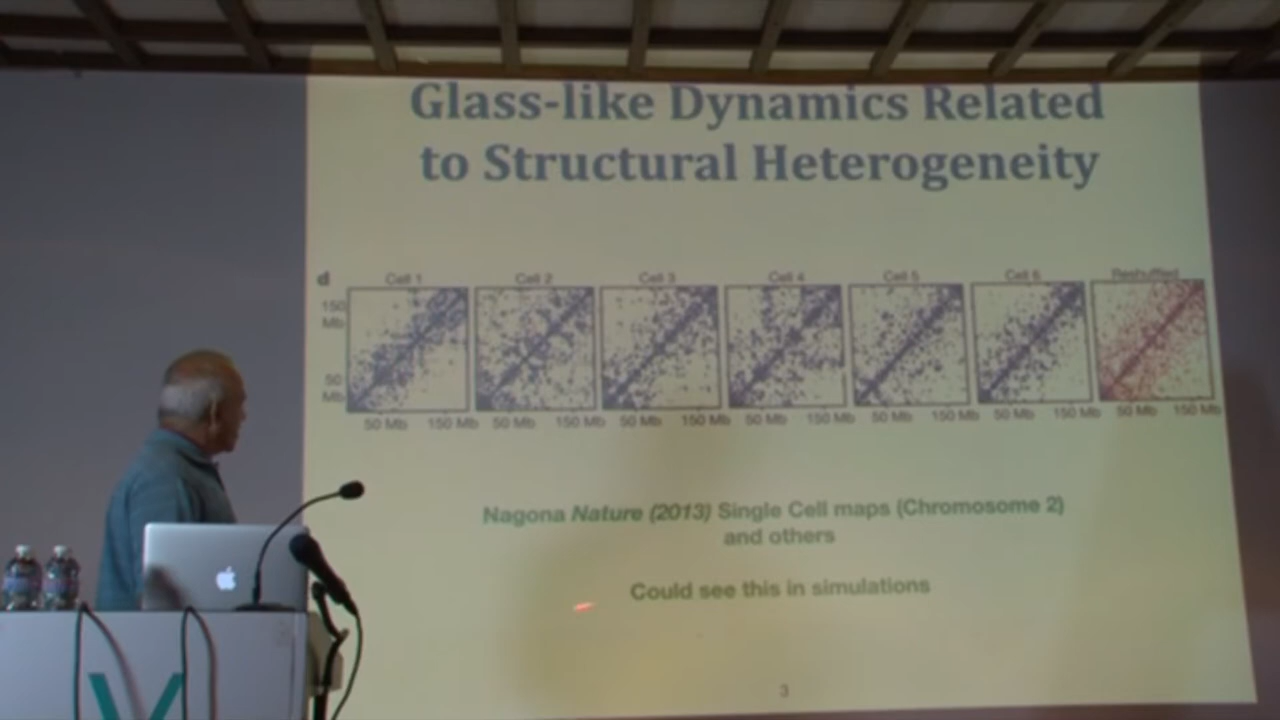 Glass-like Dynamics Related
to Structural Heterogeneity
d
Cell 1 Cell 2 Cell 3 Cell 4 Cell 5 Cell 6 Reshuffled
150
Mb
50
Mb
50 Mb 150 Mb 50 Mb 150 Mb 50 Mb 150 Mb 50 Mb 150 Mb 50 Mb 150 Mb 50 Mb 150 Mb 50 Mb 150 Mb
Nagona Nature (2013) Single Cell maps (Chromosome 2)
and others
Could see this in simulations
3